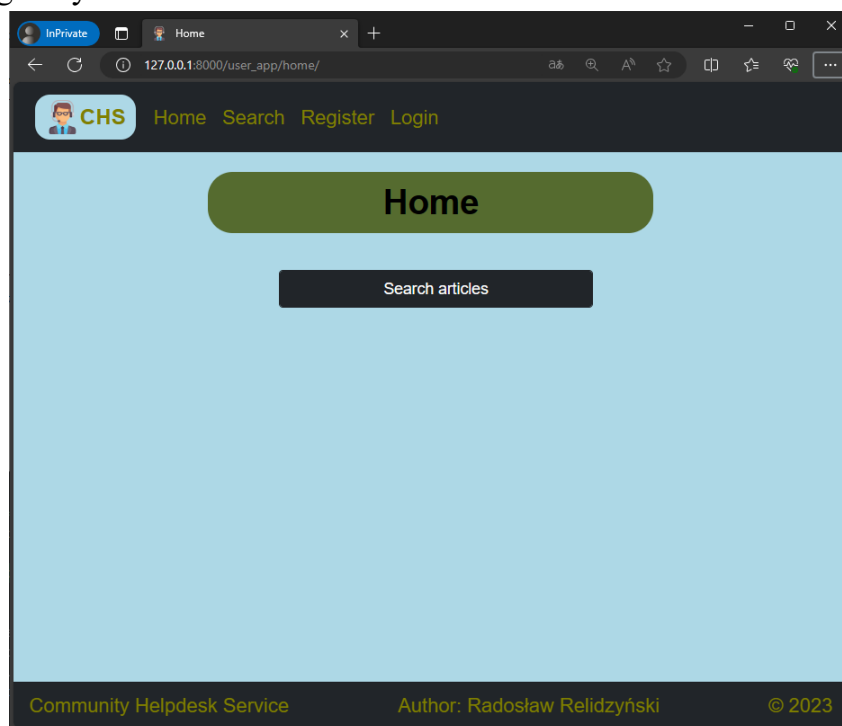 InPrivate Home
127.0.0.1:8000/user_app/home/
CHS Home Search Register Login
Home
Search articles
Community Helpdesk Service Author: Radosław Relidzyński © 2023